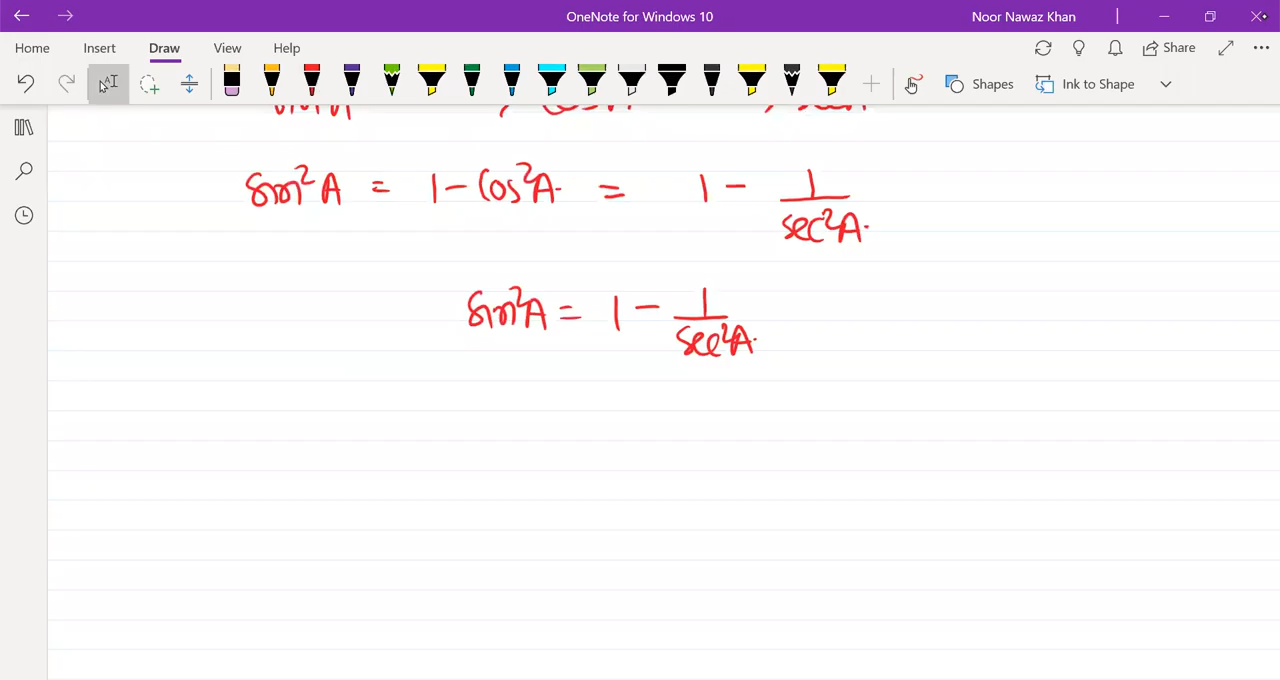 OneNote for Windows 10
Noor Nawaz Khan
Home Insert Draw View Help
Share
Shapes
Ink to Shape
sin²A = 1 - Cos²A. = 1 - 1/sec²A.
sin²A = 1 - 1/sec²A.